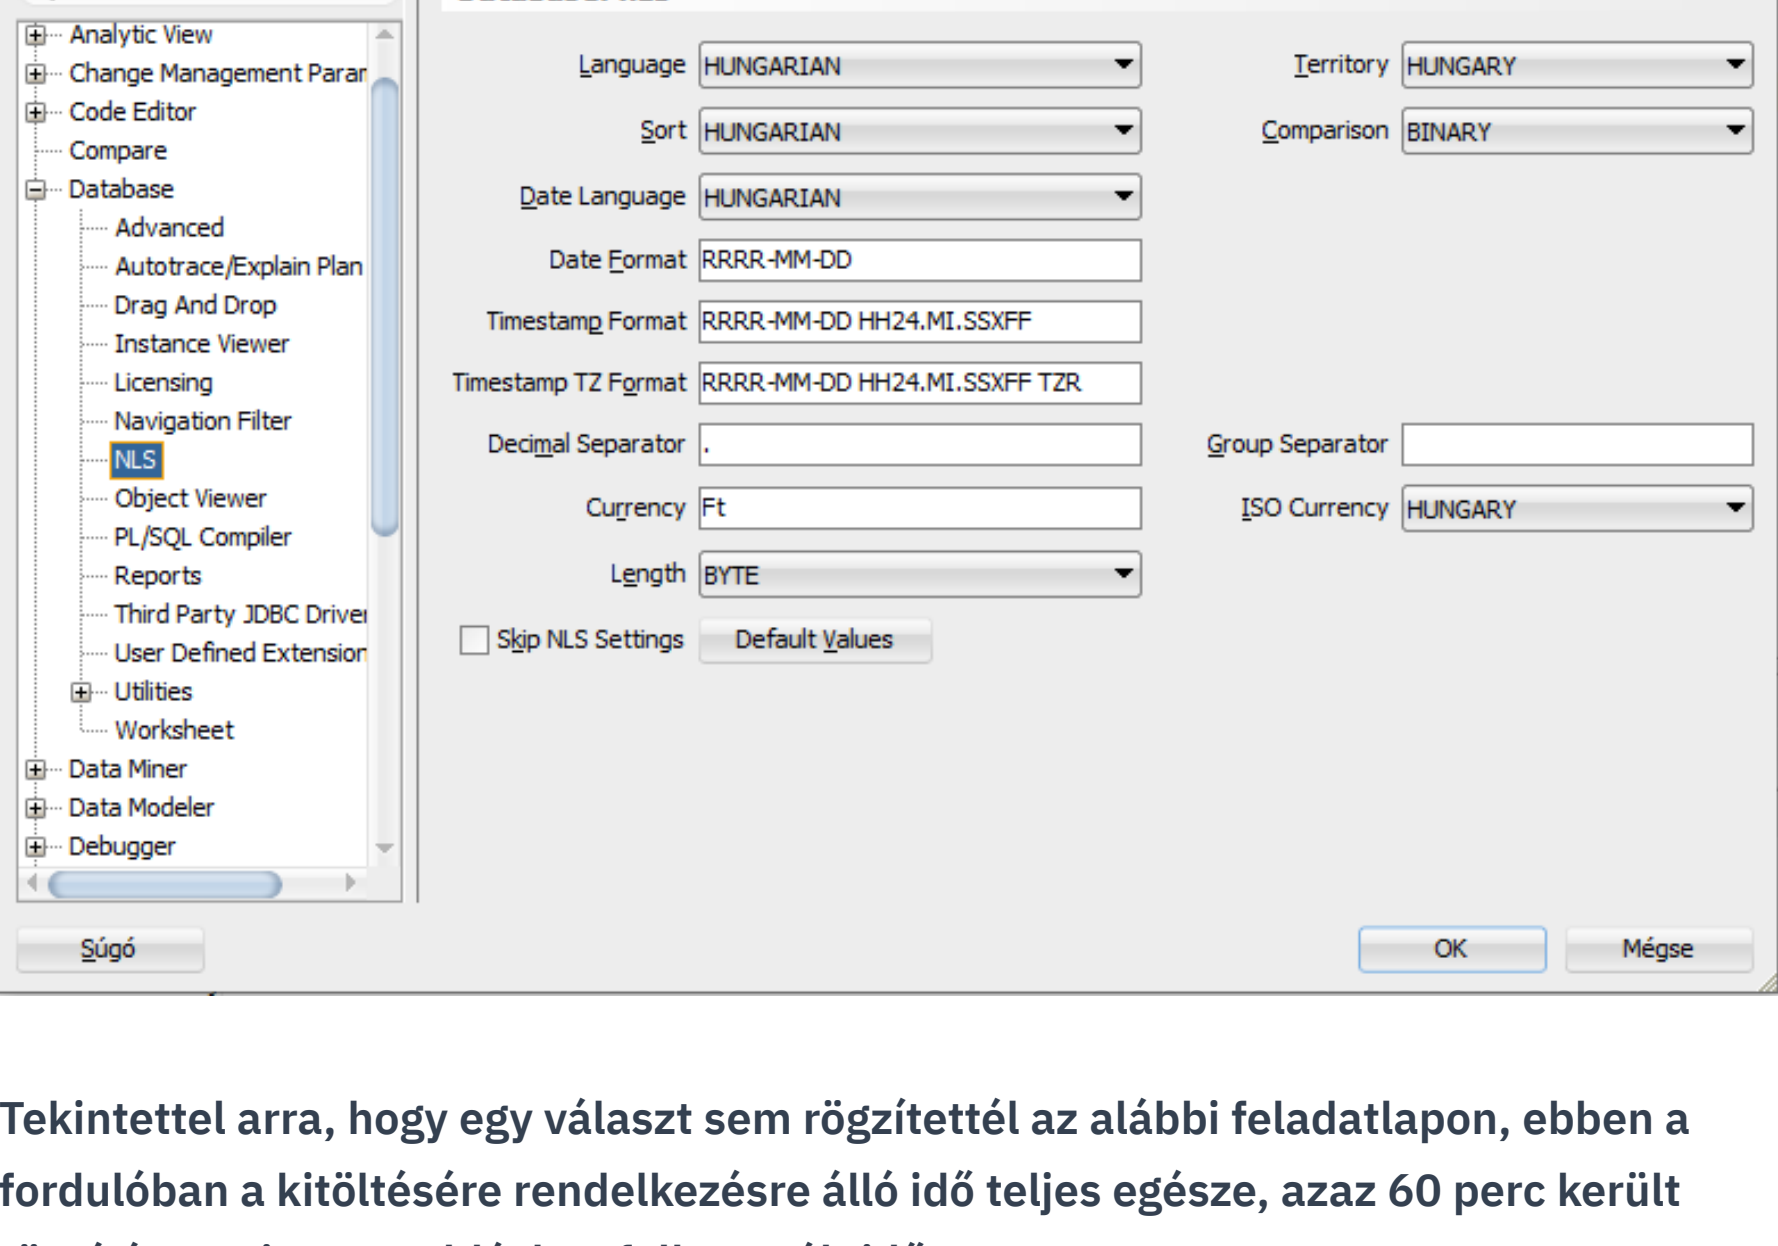 Analytic View
Change Management Param
Code Editor
Compare
Database
Advanced
Autotrace/Explain Plan
Drag And Drop
Instance Viewer
Licensing
Navigation Filter
NLS
Object Viewer
PL/SQL Compiler
Reports
Third Party JDBC Driver
User Defined Extension
Utilities
Worksheet
Data Miner
Data Modeler
Debugger
Language HUNGARIAN Territory HUNGARY
Sort HUNGARIAN Comparison BINARY
Date Language HUNGARIAN
Date Format RRRR-MM-DD
Timestamp Format RRRR-MM-DD HH24.MI.SSXFF
Timestamp TZ Format RRRR-MM-DD HH24.MI.SSXFF TZR
Decimal Separator . Group Separator
Currency Ft ISO Currency HUNGARY
Length BYTE
Skip NLS Settings Default Values
Súgó OK Mégse
Tekintettel arra, hogy egy választ sem rögzítettél az alábbi feladatlapon, ebben a
fordulóban a kitöltésére rendelkezésre álló idő teljes egésze, azaz 60 perc került